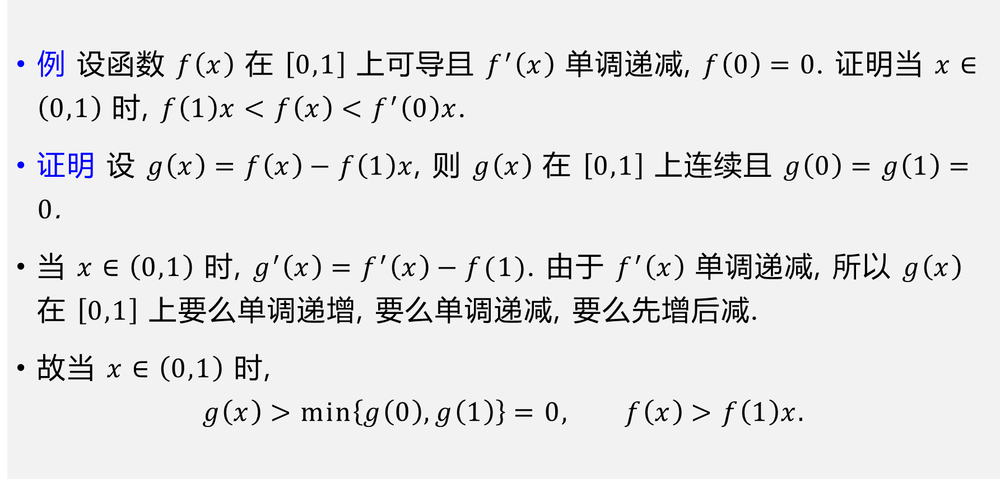 • 例 设函数 f(x) 在 [0,1] 上可导且 f′(x) 单调递减, f(0) = 0. 证明当 x ∈
(0,1) 时, f(1)x < f(x) < f′(0)x.
• 证明 设 g(x) = f(x) − f(1)x, 则 g(x) 在 [0,1] 上连续且 g(0) = g(1) =
0.
• 当 x ∈ (0,1) 时, g′(x) = f′(x) − f(1). 由于 f′(x) 单调递减, 所以 g(x)
在 [0,1] 上要么单调递增, 要么单调递减, 要么先增后减.
• 故当 x ∈ (0,1) 时,
g(x) > min{g(0), g(1)} = 0, f(x) > f(1)x.